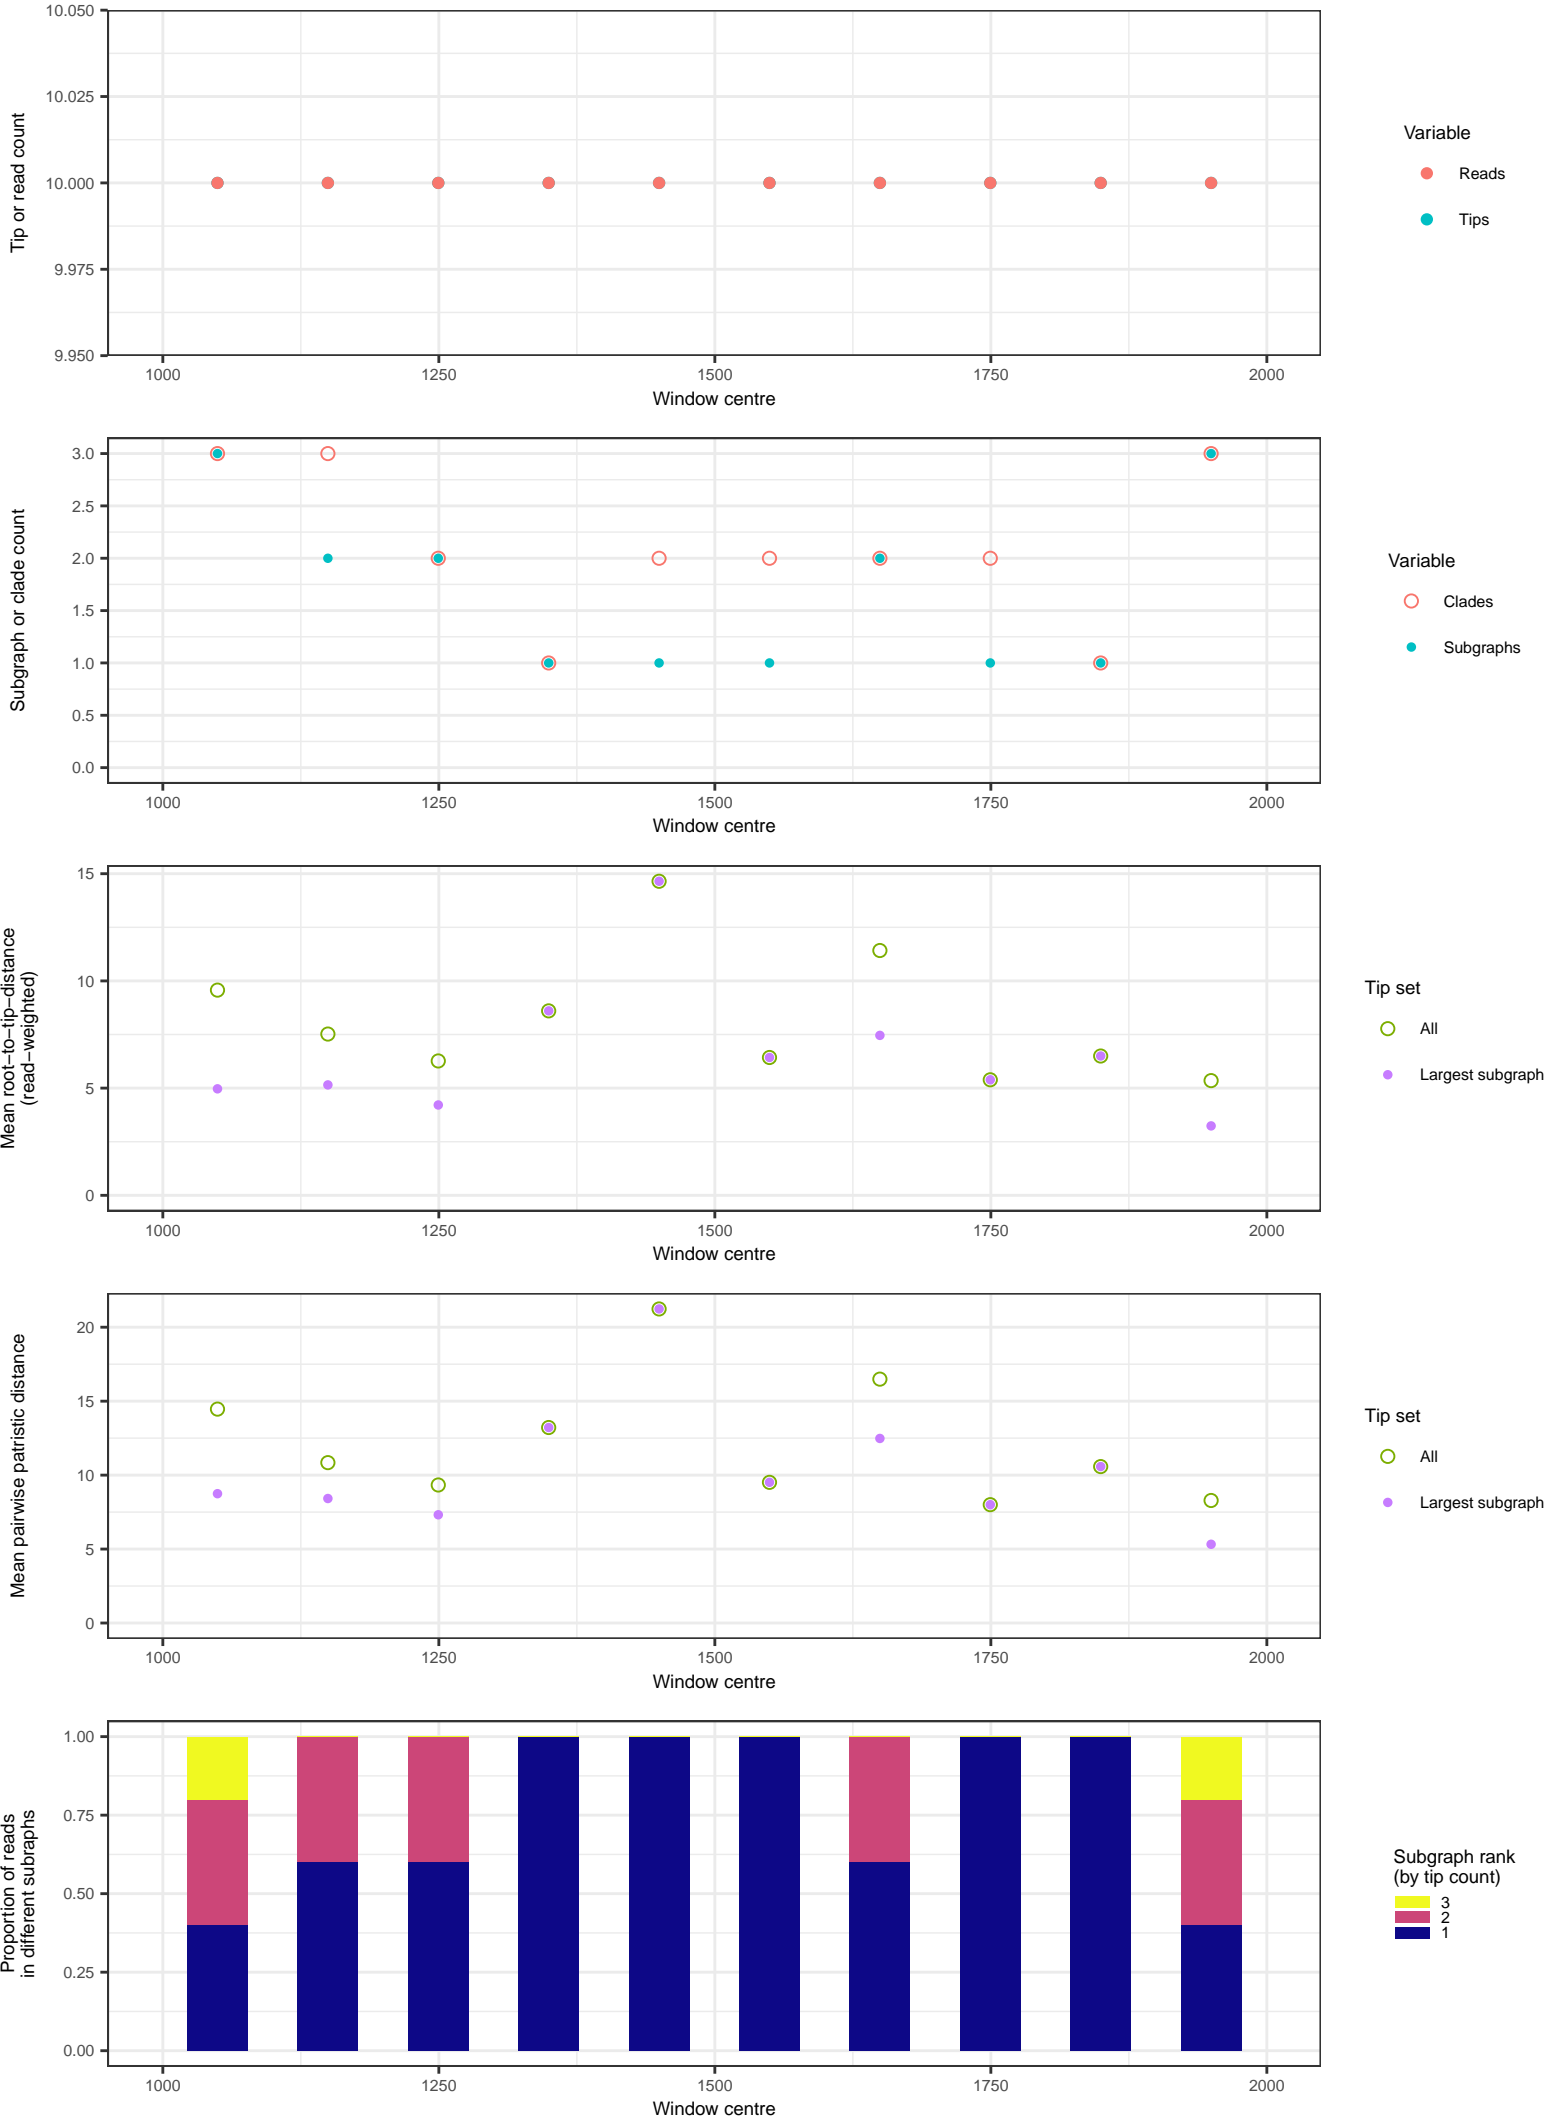 10.050
10.025
10.000
9.975
9.950
Tip or read count
1000 1250 1500 1750 2000
Window centre
Variable
Reads
Tips
3.0
2.5
2.0
1.5
1.0
0.5
0.0
Subgraph or clade count
1000 1250 1500 1750 2000
Window centre
Variable
Clades
Subgraphs
15
10
5
0
Mean root−to−tip−distance
(read−weighted)
1000 1250 1500 1750 2000
Window centre
Tip set
All
Largest subgraph
20
15
10
5
0
Mean pairwise patristic distance
1000 1250 1500 1750 2000
Window centre
Tip set
All
Largest subgraph
1.00
0.75
0.50
0.25
0.00
Proportion of reads
in different subraphs
1000 1250 1500 1750 2000
Window centre
Subgraph rank
(by tip count)
3
2
1